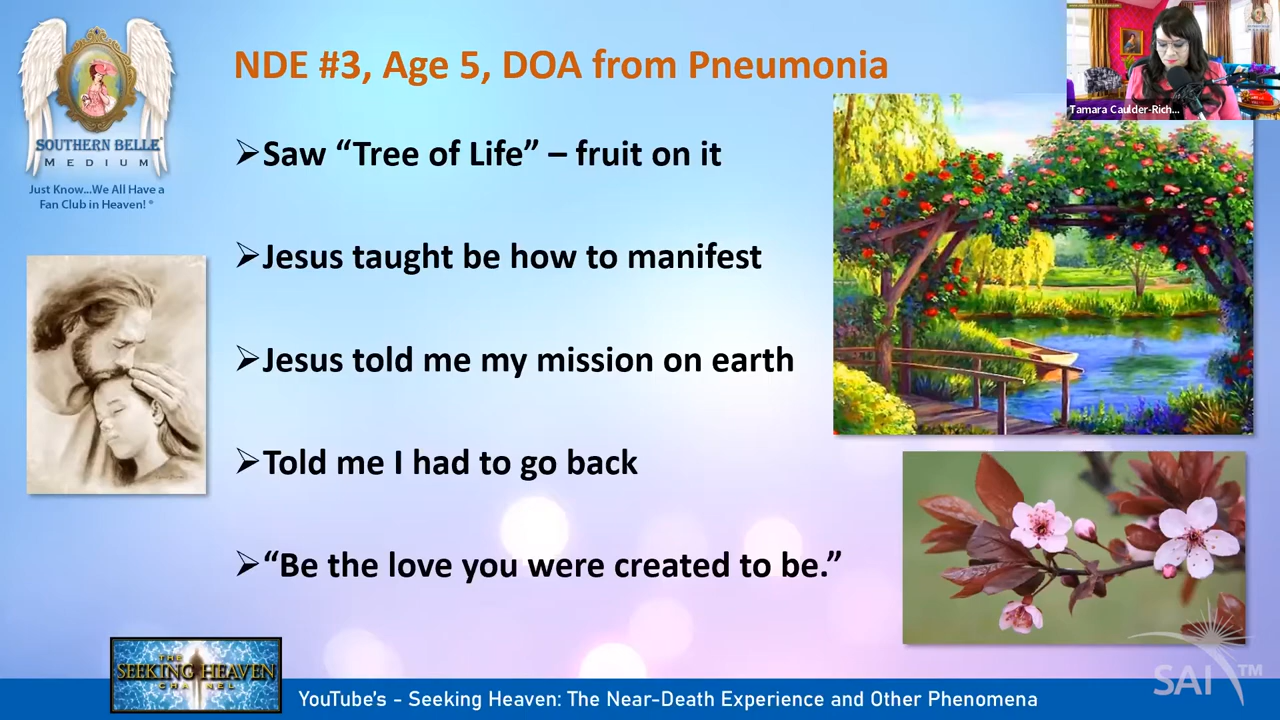 NDE #3, Age 5, DOA from Pneumonia
SOUTHERN BELLE®
MEDIUM
Just Know...We All Have a
Fan Club in Heaven! ®
Tamara Caulder-Rich...
➢Saw “Tree of Life” – fruit on it
➢Jesus taught be how to manifest
➢Jesus told me my mission on earth
➢Told me I had to go back
➢“Be the love you were created to be.”
THE
SEEKING HEAVEN
CHANNEL
YouTube's - Seeking Heaven: The Near-Death Experience and Other Phenomena
SAI™